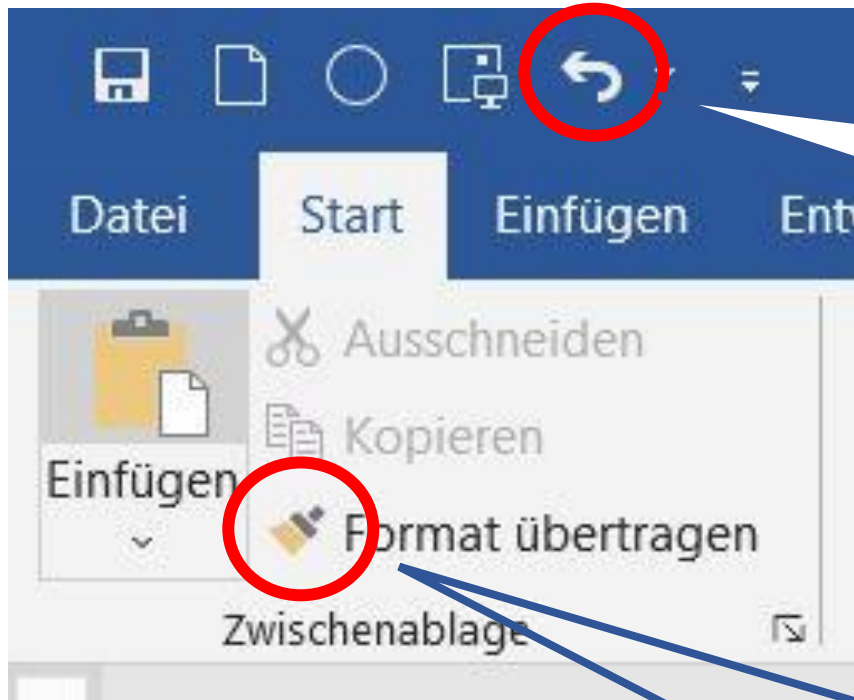 Datei Start Einfügen
Ausschneiden
Kopieren
Einfügen
Format übertragen
Zwischenablage